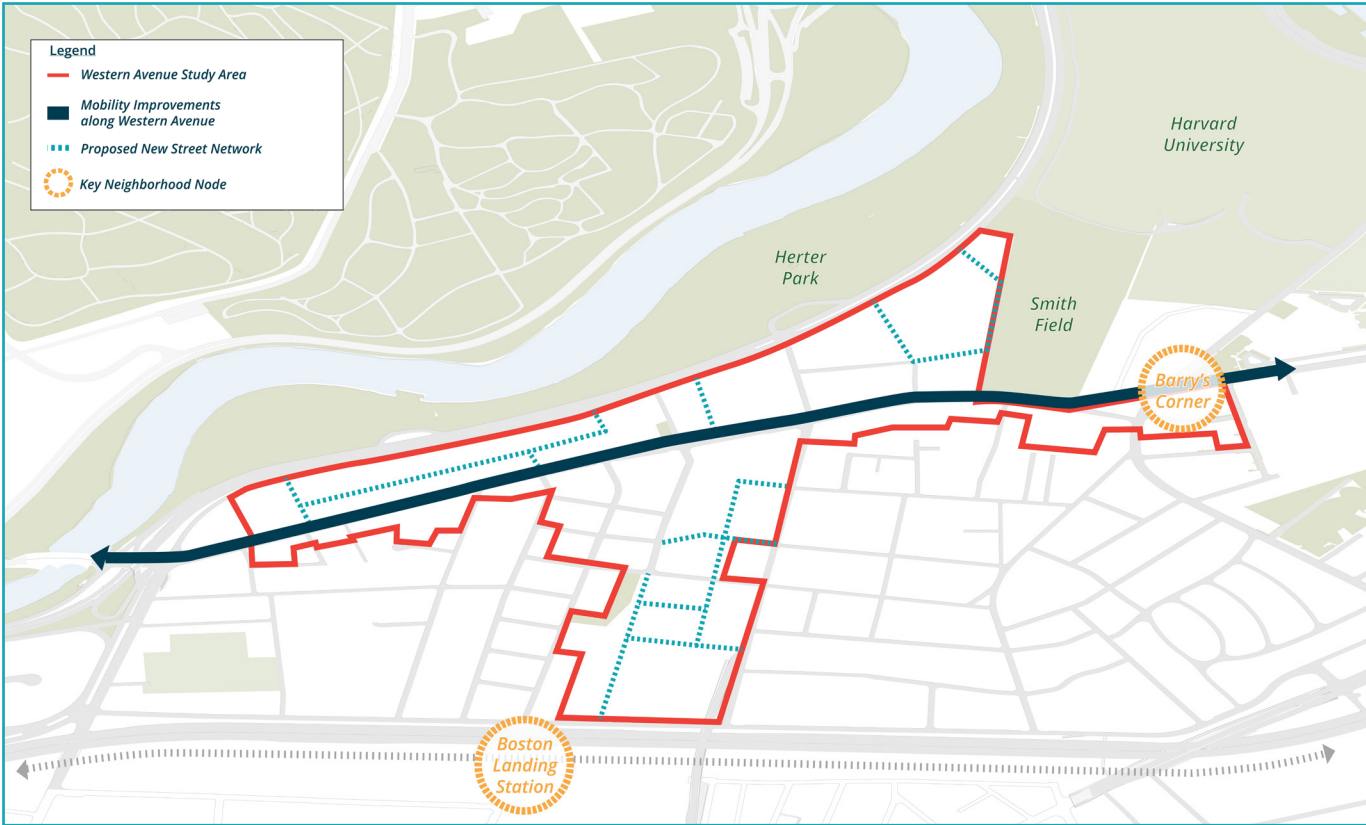 Legend
Western Avenue Study Area
Mobility Improvements
along Western Avenue
Proposed New Street Network
Key Neighborhood Node
Harvard
University
Herter
Park
Smith
Field
Barry's
Corner
Boston
Landing
Station